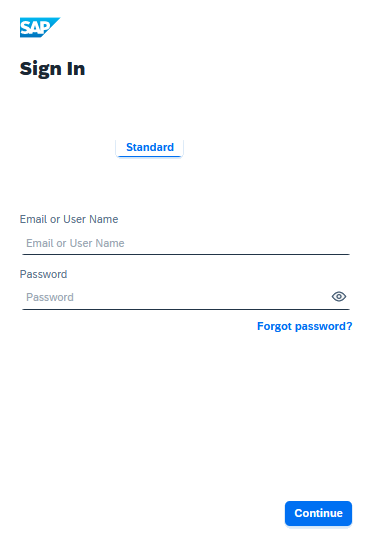 SAP
Sign In
Standard
Email or User Name
Email or User Name
Password
Password
Forgot password?
Continue